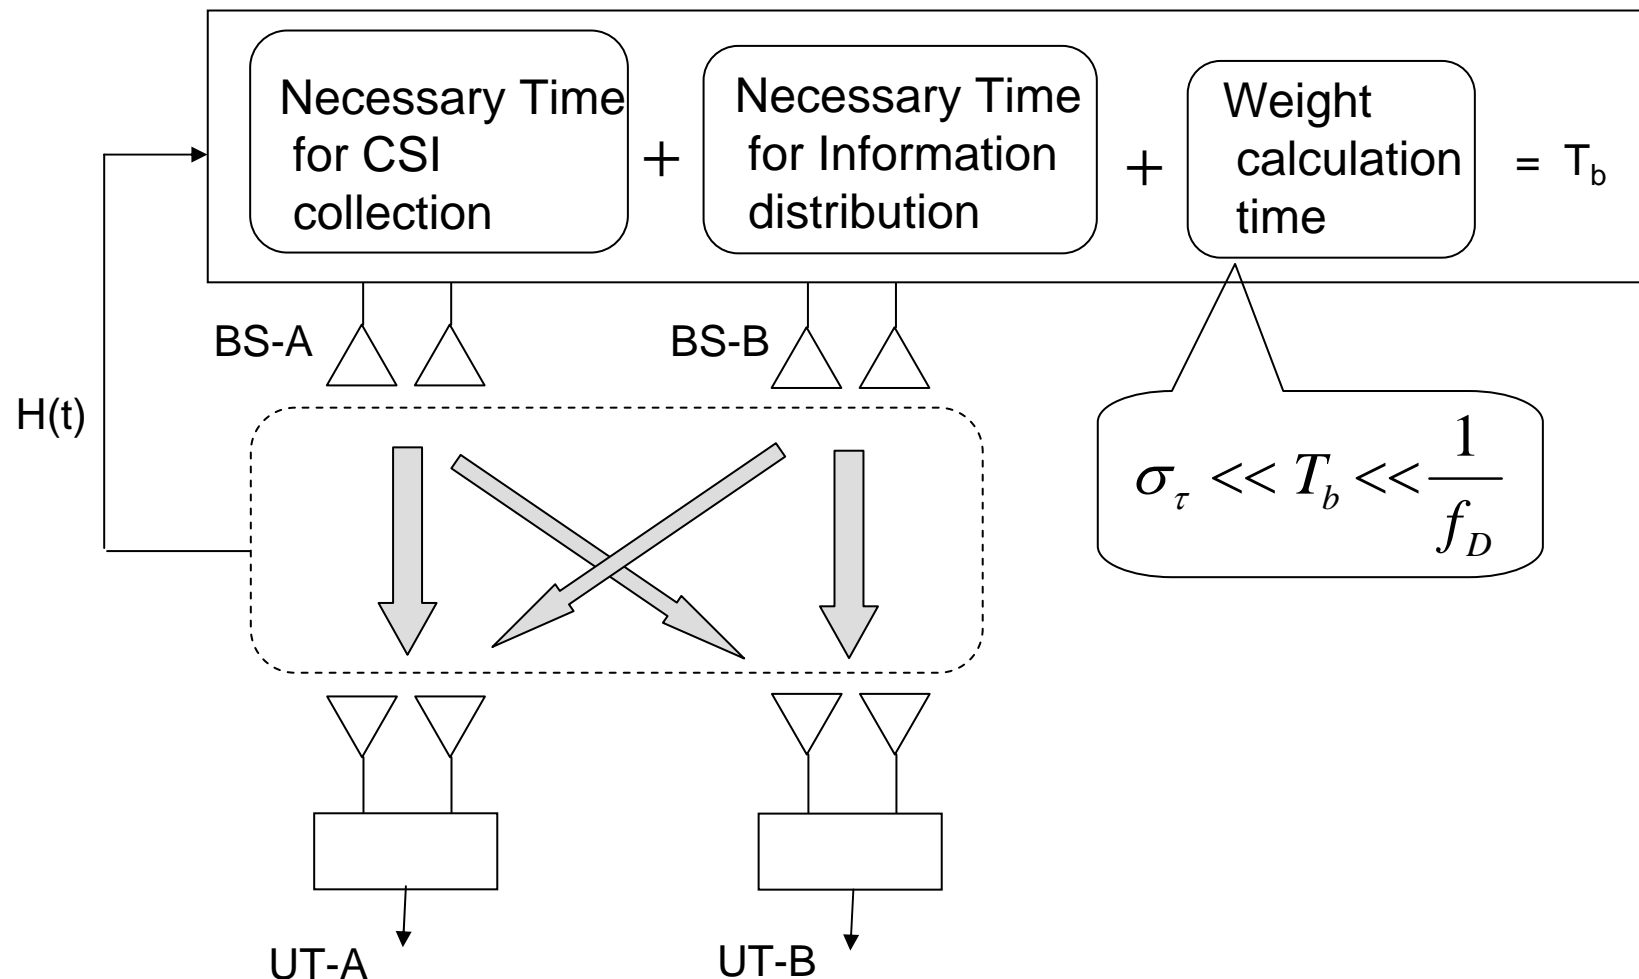 Necessary Time
for CSI
collection
+
Necessary Time
for Information
distribution
+
Weight
calculation
time
= T_b
BS-A
BS-B
H(t)
σ_τ << T_b << 1/f_D
UT-A
UT-B